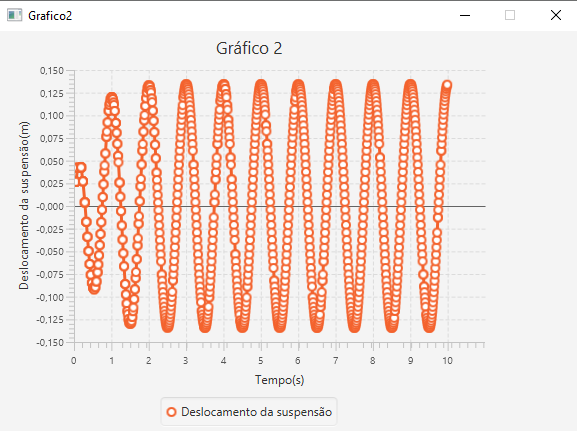 Grafico2
Gráfico 2
0,150
0,125
0,100
0,075
0,050
0,025
-0,000
-0,025
-0,050
-0,075
-0,100
-0,125
-0,150
Deslocamento da suspensão(m)
0 1 2 3 4 5 6 7 8 9 10
Tempo(s)
Deslocamento da suspensão